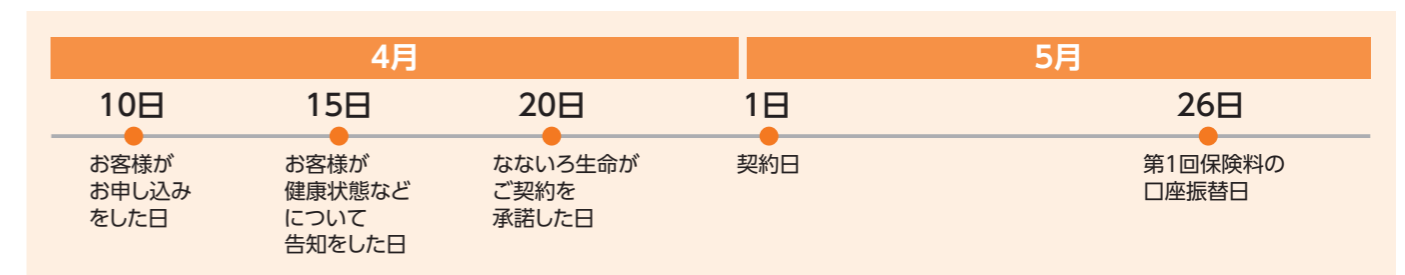 4月
5月
10日
15日
20日
1日
26日
お客様が
お申し込み
をした日
お客様が
健康状態など
について
告知をした日
なないろ生命が
ご契約を
承諾した日
契約日
第1回保険料の
口座振替日